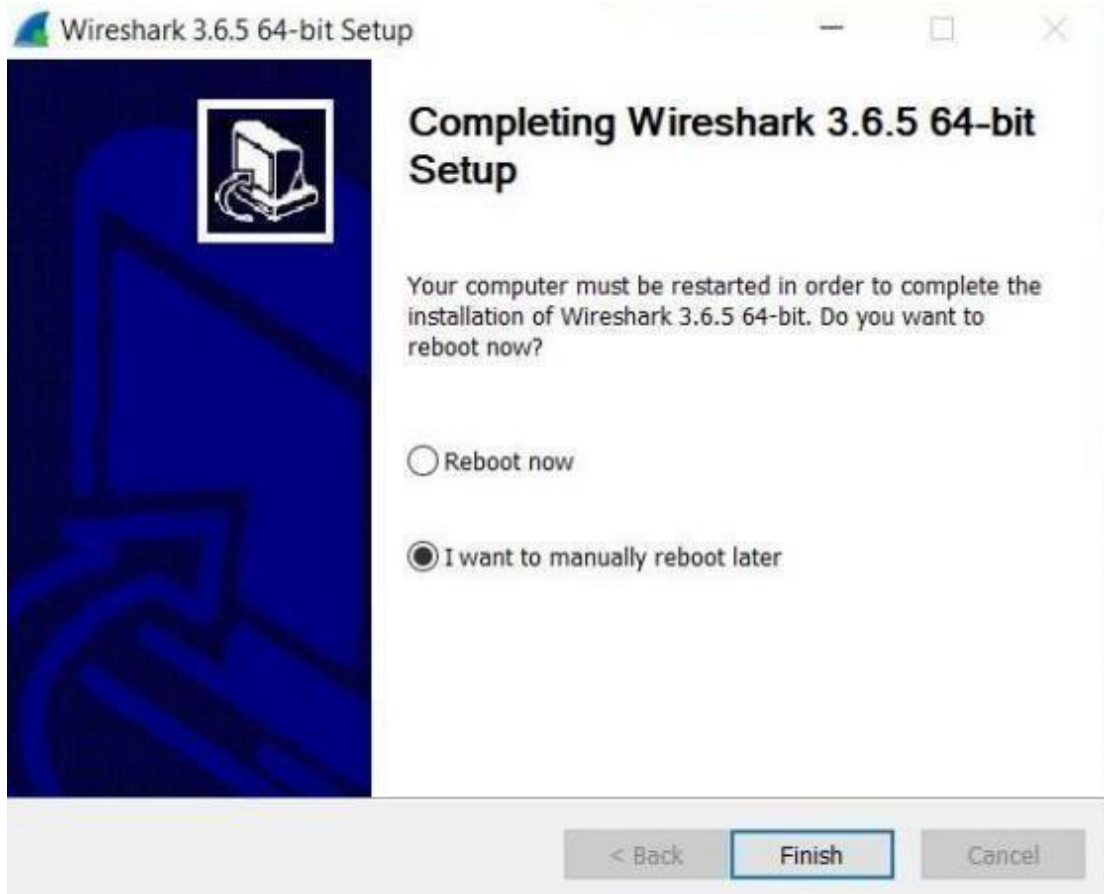 Wireshark 3.6.5 64-bit Setup
Completing Wireshark 3.6.5 64-bit
Setup
Your computer must be restarted in order to complete the
installation of Wireshark 3.6.5 64-bit. Do you want to
reboot now?
Reboot now
I want to manually reboot later
< Back
Finish
Cancel